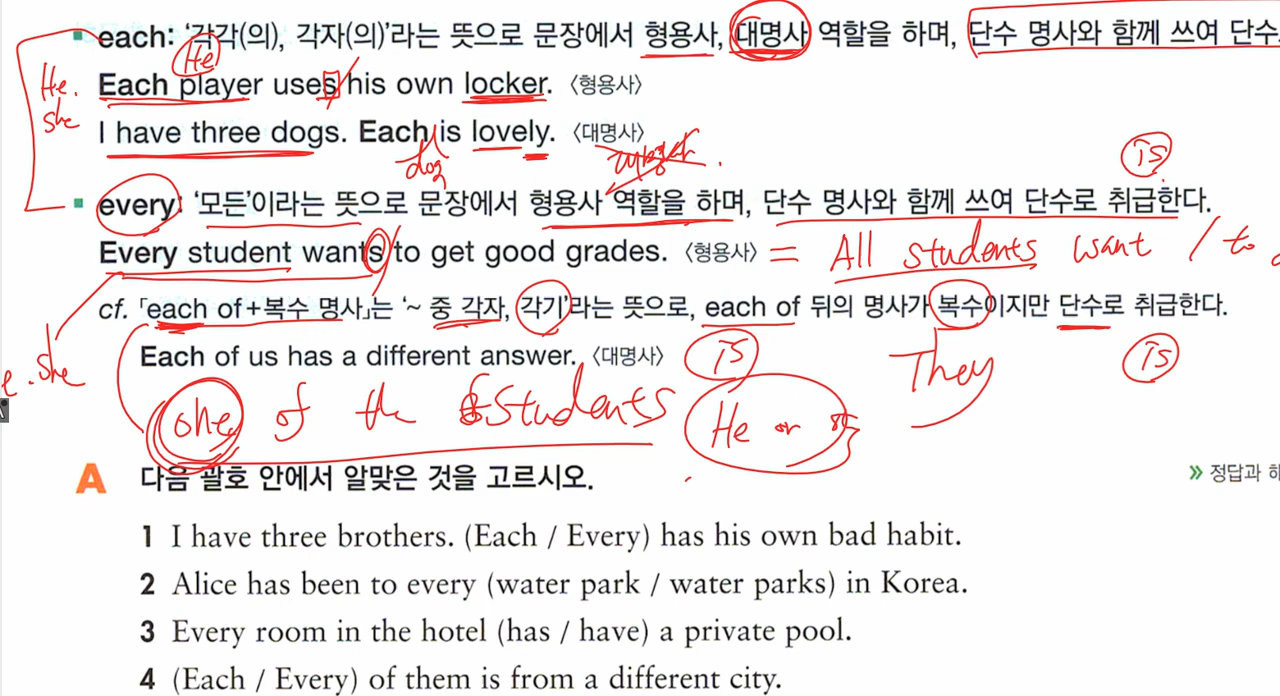 each: '각각(의), 각자(의)'라는 뜻으로 문장에서 형용사, 대명사 역할을 하며, 단수 명사와 함께 쓰여 단수
He
He.
she
Each player uses his own locker. 〈형용사〉
I have three dogs. Each is lovely. 〈대명사〉
dog
is
every: '모든'이라는 뜻으로 문장에서 형용사 역할을 하며, 단수 명사와 함께 쓰여 단수로 취급한다.
Every student wants to get good grades. 〈형용사〉 = All students want / to
cf. 「each of+복수 명사」는 '~ 중 각자, 각기'라는 뜻으로, each of 뒤의 명사가 복수이지만 단수로 취급한다.
Each of us has a different answer. 〈대명사〉
is
They
is
she
one of the students
He or
A 다음 괄호 안에서 알맞은 것을 고르시오.
» 정답과 해
1 I have three brothers. (Each / Every) has his own bad habit.
2 Alice has been to every (water park / water parks) in Korea.
3 Every room in the hotel (has / have) a private pool.
4 (Each / Every) of them is from a different city.